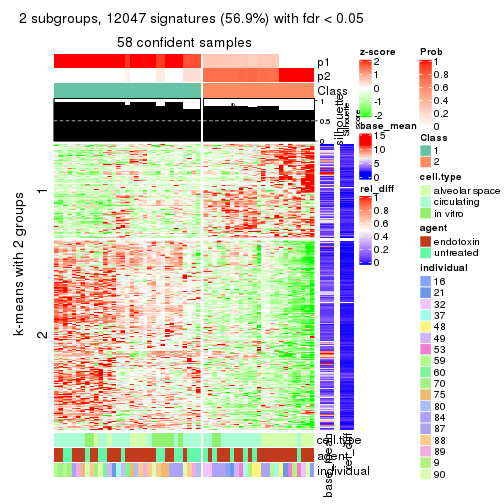 2 subgroups, 12047 signatures (56.9%) with fdr < 0.05
58 confident samples
p1
p2
Class
silhouette
1
0.5
0
k-means with 2 groups
1
2
cell.type
agent
individual
base_mean
rel_diff
z-score
2
1
0
-1
-2
base_mean
15
10
5
0
rel_diff
1
0.8
0.6
0.4
0.2
0
Prob
1
0.8
0.6
0.4
0.2
0
Class
1
2
cell.type
alveolar space
circulating
in vitro
agent
endotoxin
untreated
individual
16
21
32
37
48
49
53
59
60
70
75
80
84
87
88
89
9
90